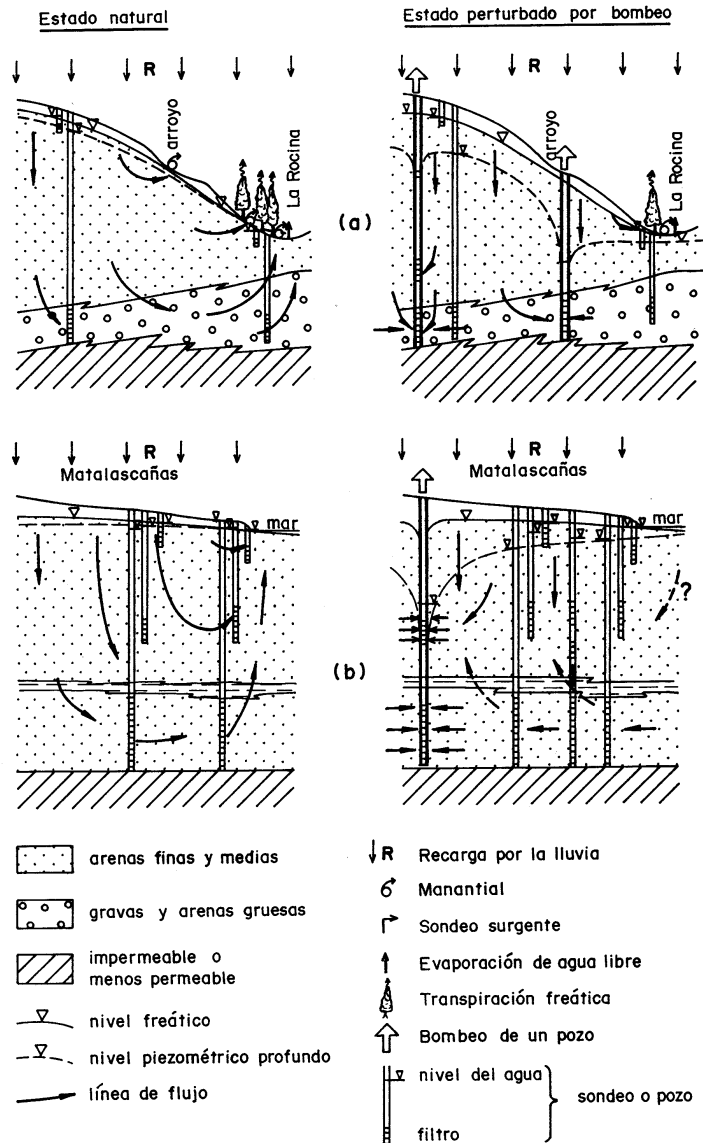 Estado natural
Estado perturbado por bombeo
R
R
arroyo
La Rocina
arroyo
La Rocina
(a)
R
R
Matalascañas
Matalascañas
mar
mar
?
(b)
arenas finas y medias
gravas y arenas gruesas
impermeable o
menos permeable
nivel freático
nivel piezométrico profundo
línea de flujo
R Recarga por la lluvia
Manantial
Sondeo surgente
Evaporación de agua libre
Transpiración freática
Bombeo de un pozo
nivel del agua
sondeo o pozo
filtro